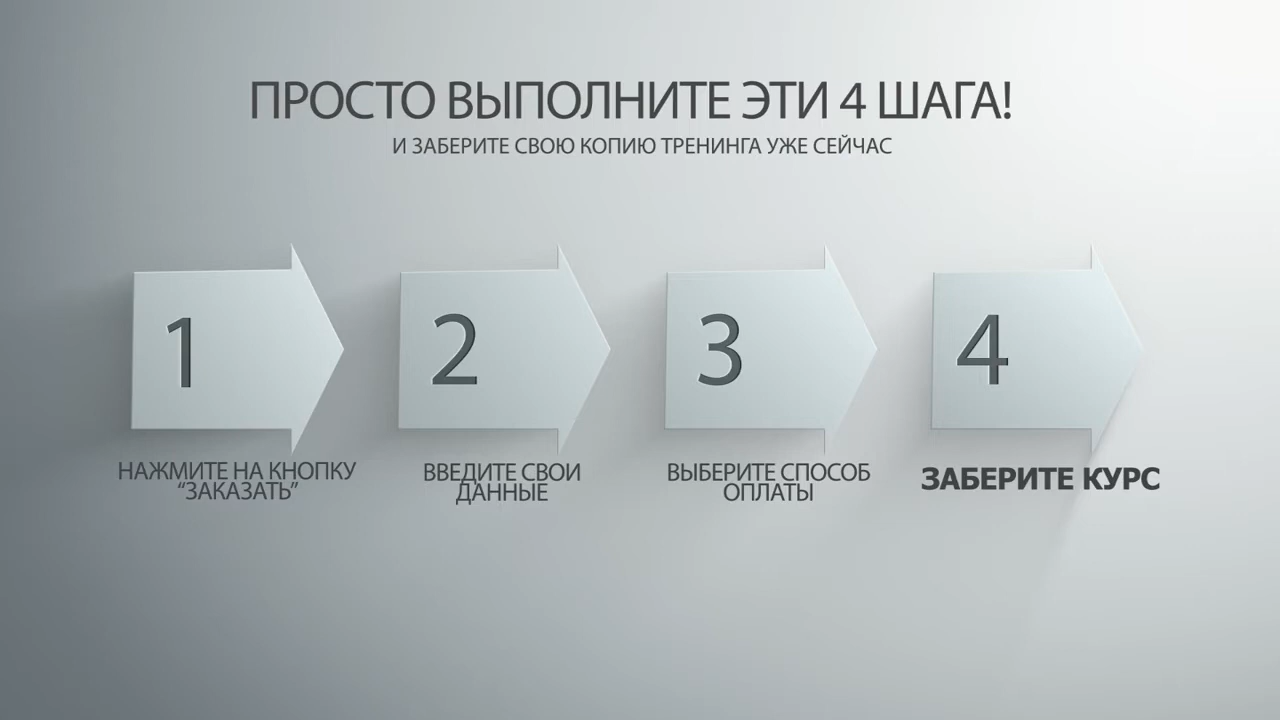 ПРОСТО ВЫПОЛНИТЕ ЭТИ 4 ШАГА!
И ЗАБЕРИТЕ СВОЮ КОПИЮ ТРЕНИНГА УЖЕ СЕЙЧАС
1
НАЖМИТЕ НА КНОПКУ
“ЗАКАЗАТЬ”
2
ВВЕДИТЕ СВОИ
ДАННЫЕ
3
ВЫБЕРИТЕ СПОСОБ
ОПЛАТЫ
4
ЗАБЕРИТЕ КУРС